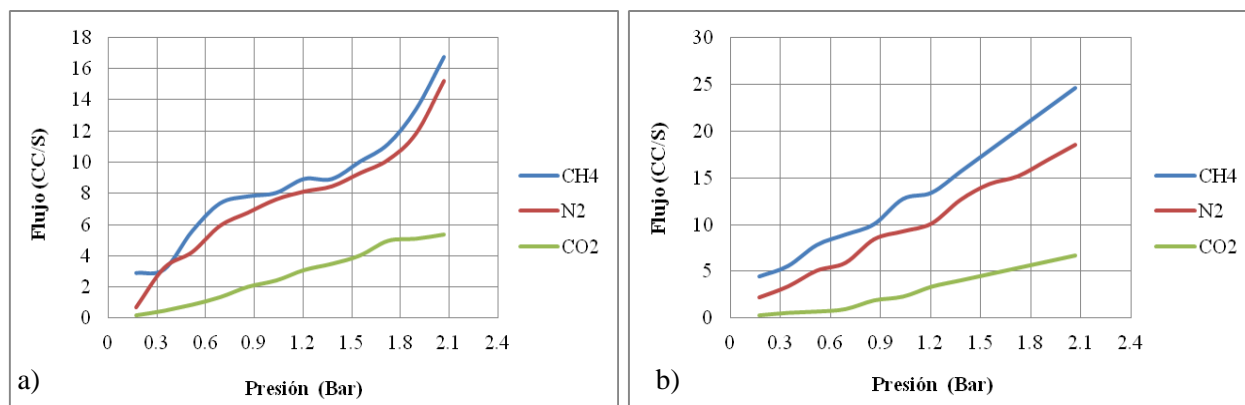 18
16
14
12
10
8
6
4
2
0
Flujo (CC/S)
0 0.3 0.6 0.9 1.2 1.5 1.8 2.1 2.4
Presión (Bar)
CH4
N2
CO2
a)
30
25
20
15
10
5
0
Flujo (CC/S)
0 0.3 0.6 0.9 1.2 1.5 1.8 2.1 2.4
Presión (Bar)
CH4
N2
CO2
b)